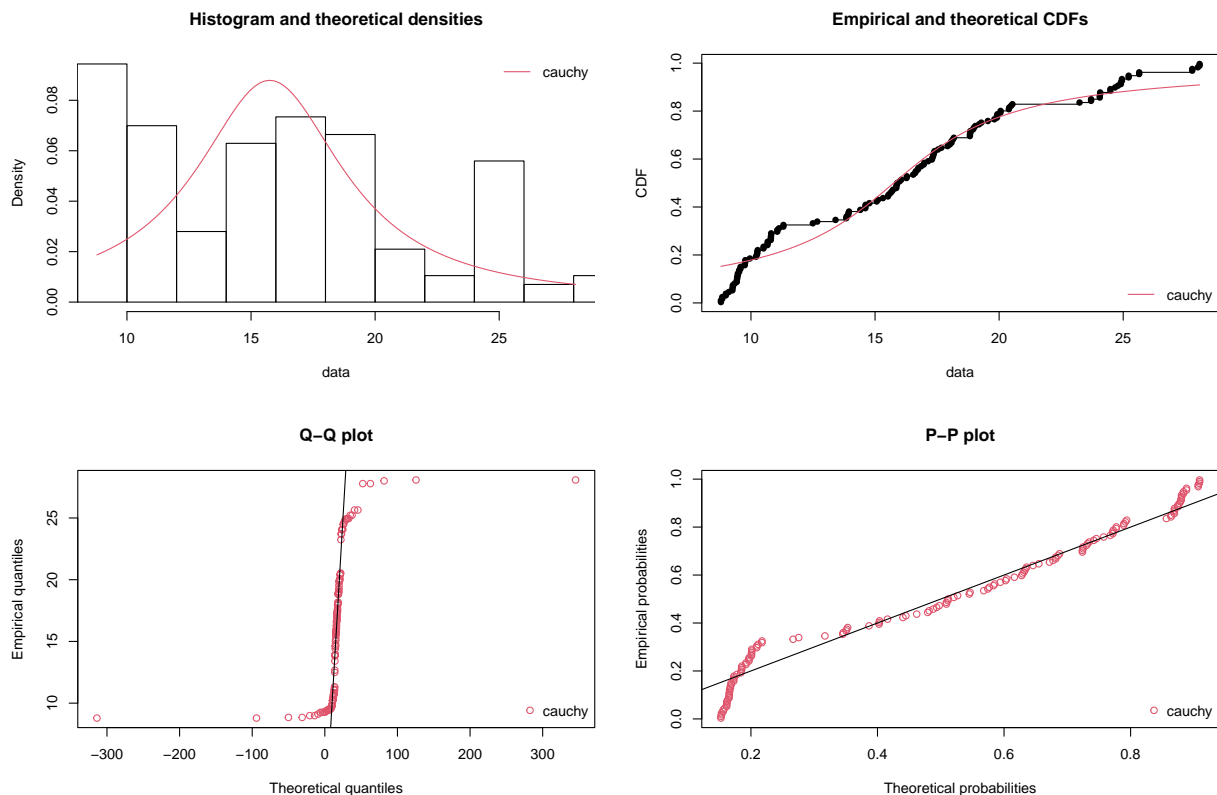 Histogram and theoretical densities
Density
0.00 0.02 0.04 0.06 0.08
cauchy
10 15 20 25
data
Empirical and theoretical CDFs
CDF
0.0 0.2 0.4 0.6 0.8 1.0
cauchy
10 15 20 25
data
Q−Q plot
Empirical quantiles
10 15 20 25
cauchy
−300 −200 −100 0 100 200 300
Theoretical quantiles
P−P plot
Empirical probabilities
0.0 0.2 0.4 0.6 0.8 1.0
cauchy
0.2 0.4 0.6 0.8
Theoretical probabilities